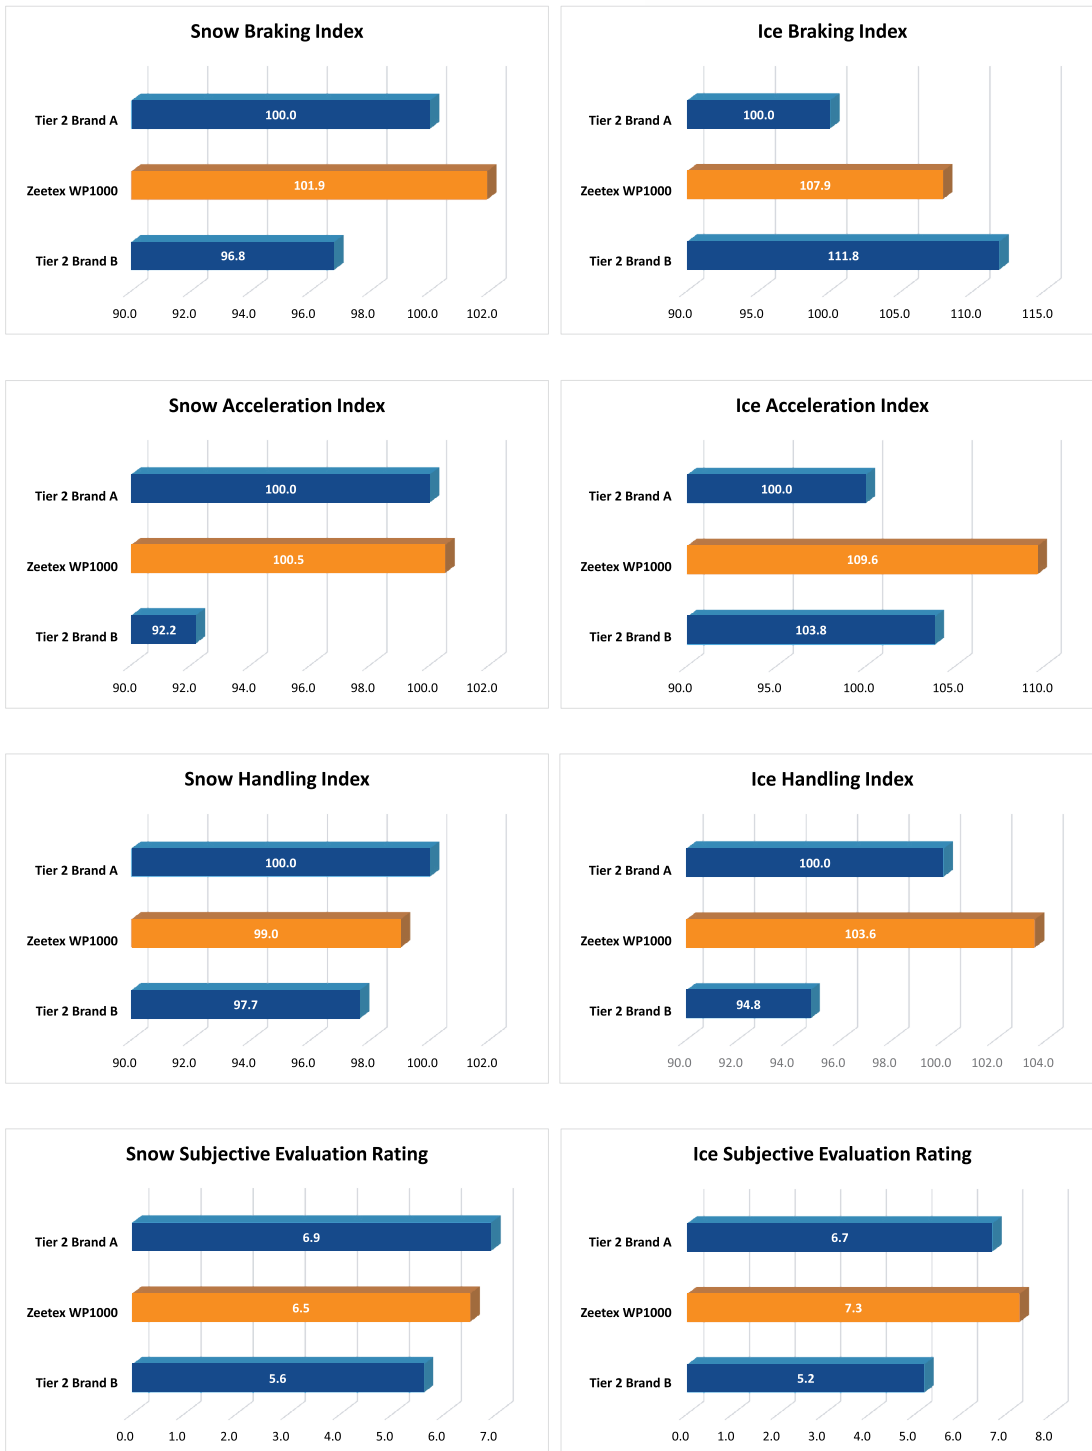 Snow Braking Index
Tier 2 Brand A
100.0
Zeetex WP1000
101.9
Tier 2 Brand B
96.8
90.0 92.0 94.0 96.0 98.0 100.0 102.0
Ice Braking Index
Tier 2 Brand A
100.0
Zeetex WP1000
107.9
Tier 2 Brand B
111.8
90.0 95.0 100.0 105.0 110.0 115.0
Snow Acceleration Index
Tier 2 Brand A
100.0
Zeetex WP1000
100.5
Tier 2 Brand B
92.2
90.0 92.0 94.0 96.0 98.0 100.0 102.0
Ice Acceleration Index
Tier 2 Brand A
100.0
Zeetex WP1000
109.6
Tier 2 Brand B
103.8
90.0 95.0 100.0 105.0 110.0
Snow Handling Index
Tier 2 Brand A
100.0
Zeetex WP1000
99.0
Tier 2 Brand B
97.7
90.0 92.0 94.0 96.0 98.0 100.0 102.0
Ice Handling Index
Tier 2 Brand A
100.0
Zeetex WP1000
103.6
Tier 2 Brand B
94.8
90.0 92.0 94.0 96.0 98.0 100.0 102.0 104.0
Snow Subjective Evaluation Rating
Tier 2 Brand A
6.9
Zeetex WP1000
6.5
Tier 2 Brand B
5.6
0.0 1.0 2.0 3.0 4.0 5.0 6.0 7.0
Ice Subjective Evaluation Rating
Tier 2 Brand A
6.7
Zeetex WP1000
7.3
Tier 2 Brand B
5.2
0.0 1.0 2.0 3.0 4.0 5.0 6.0 7.0 8.0